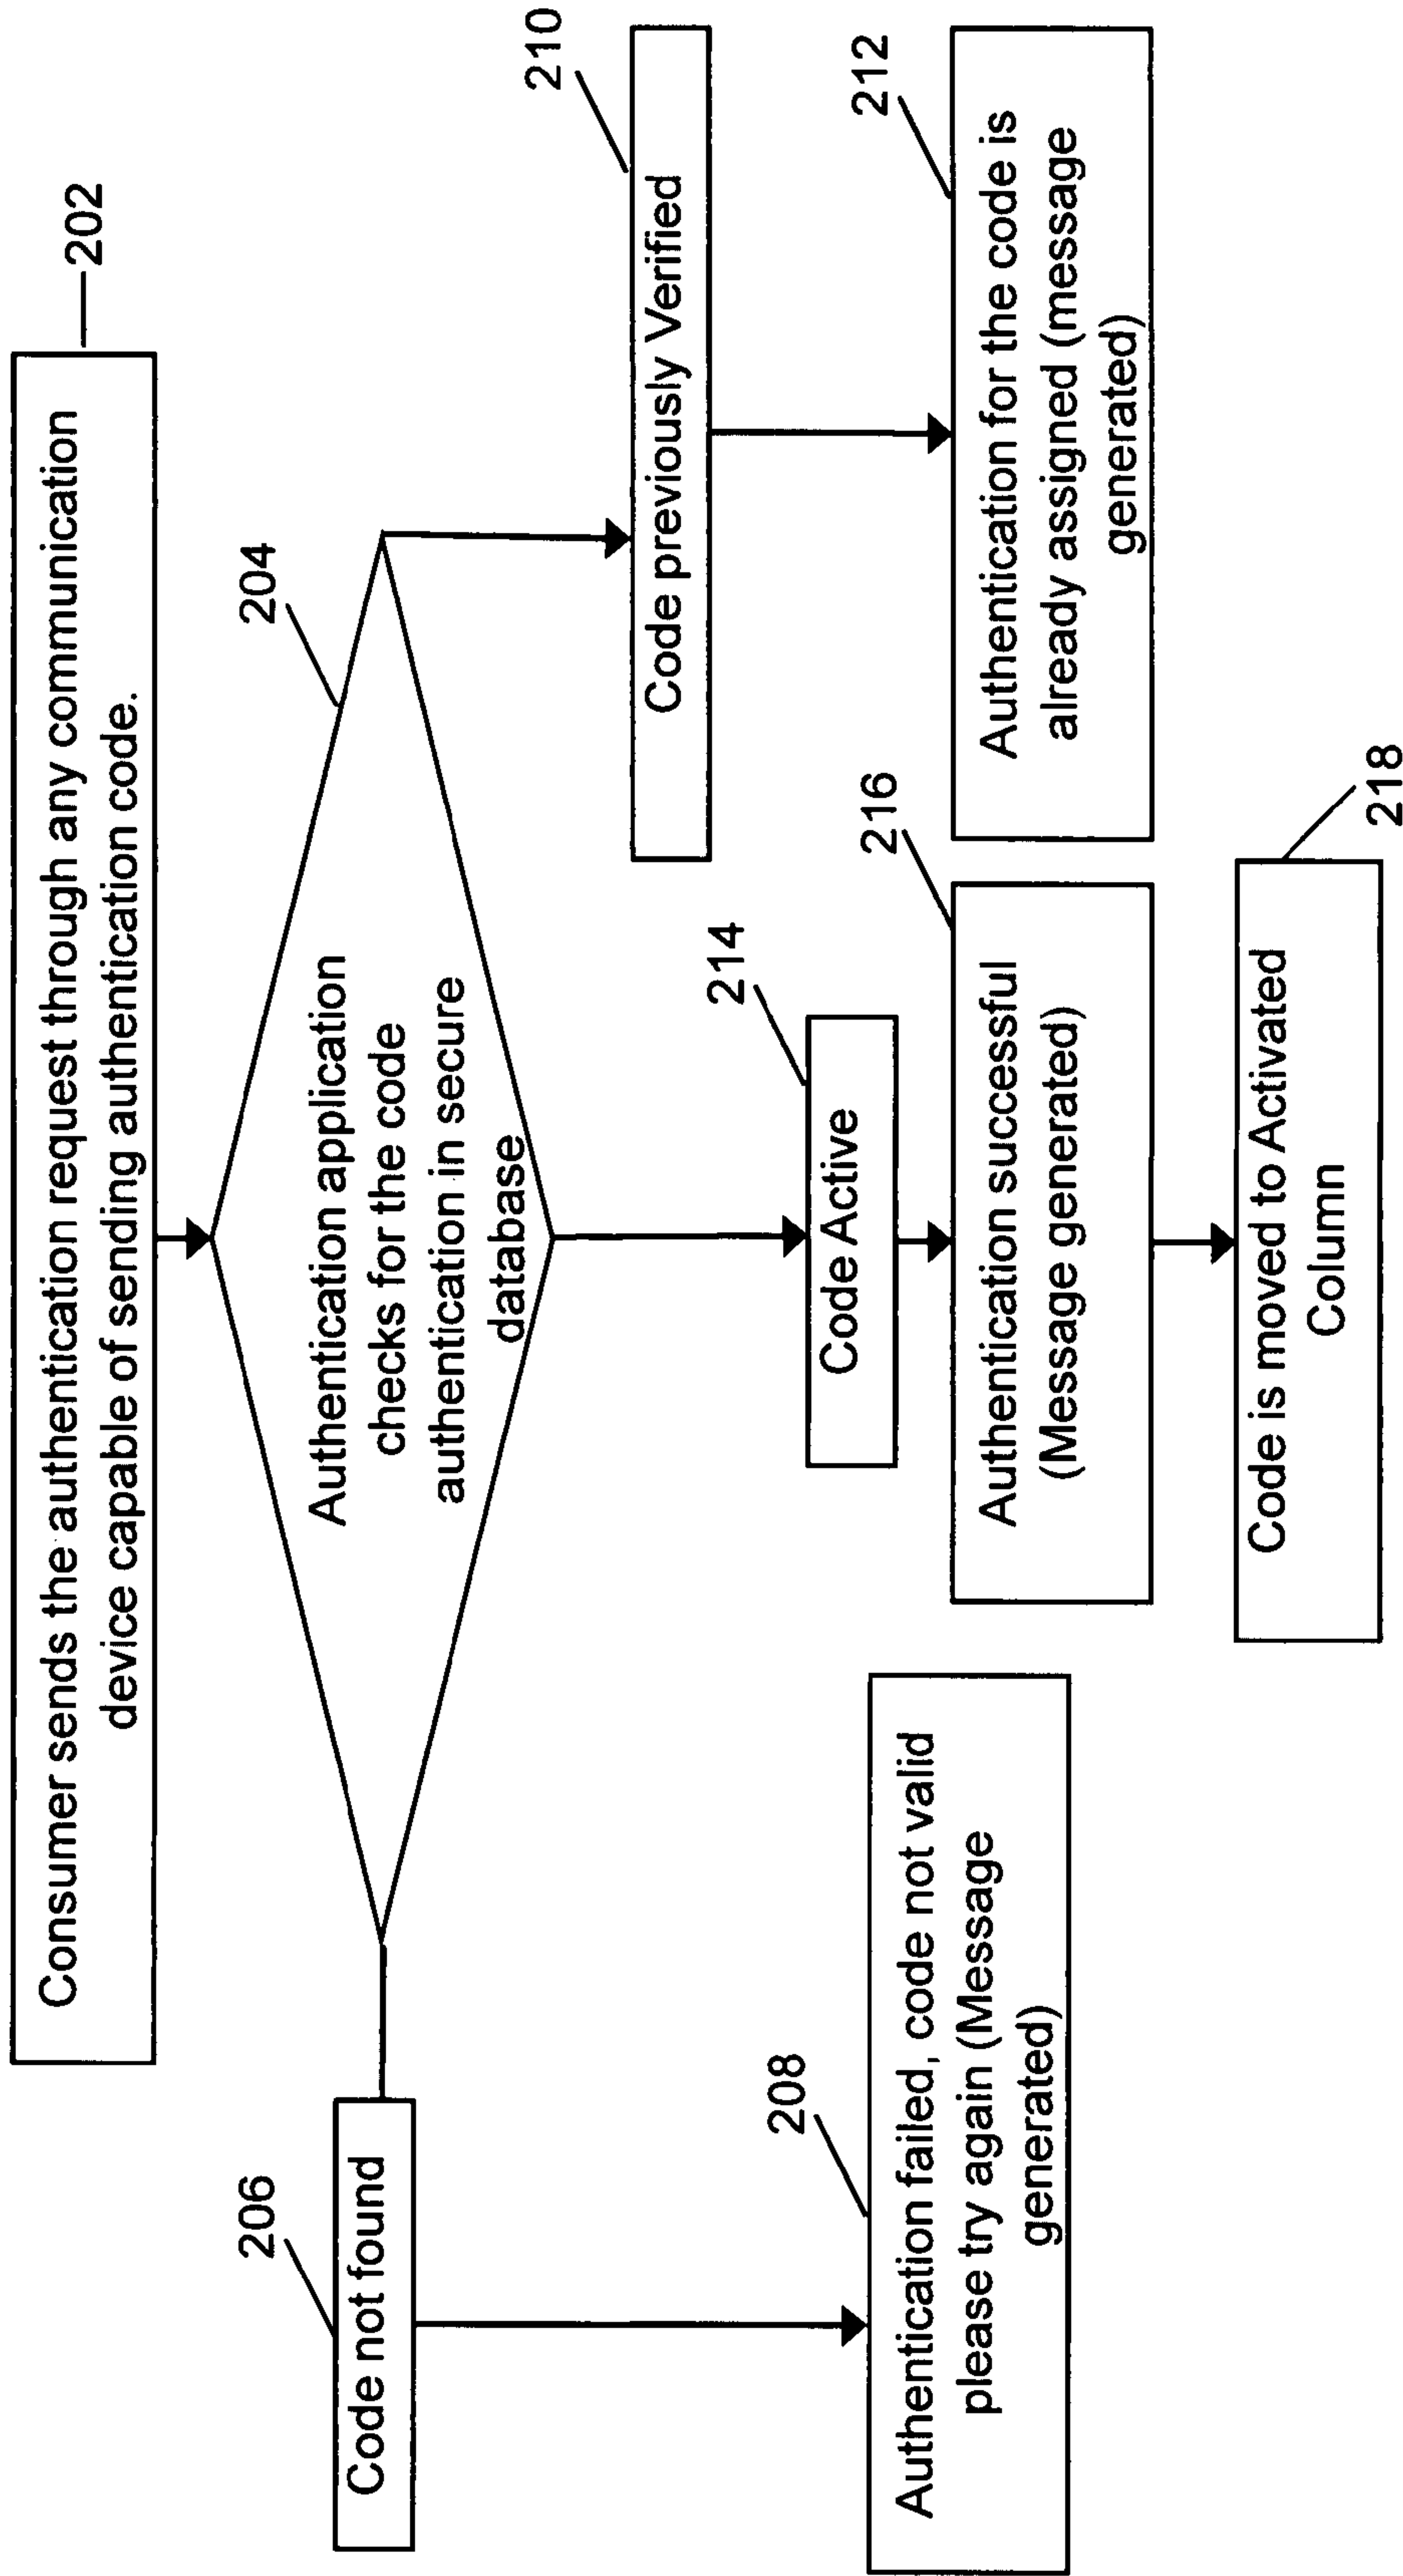 Consumer sends the authentication request through any communication
device capable of sending authentication code.
202
204
Authentication application
checks for the code
authentication in secure
database
206
Code not found
208
Authentication failed, code not valid
please try again (Message
generated)
214
Code Active
216
Authentication successful
(Message generated)
Code is moved to Activated
Column
218
210
Code previously Verified
212
Authentication for the code is
already assigned (message
generated)